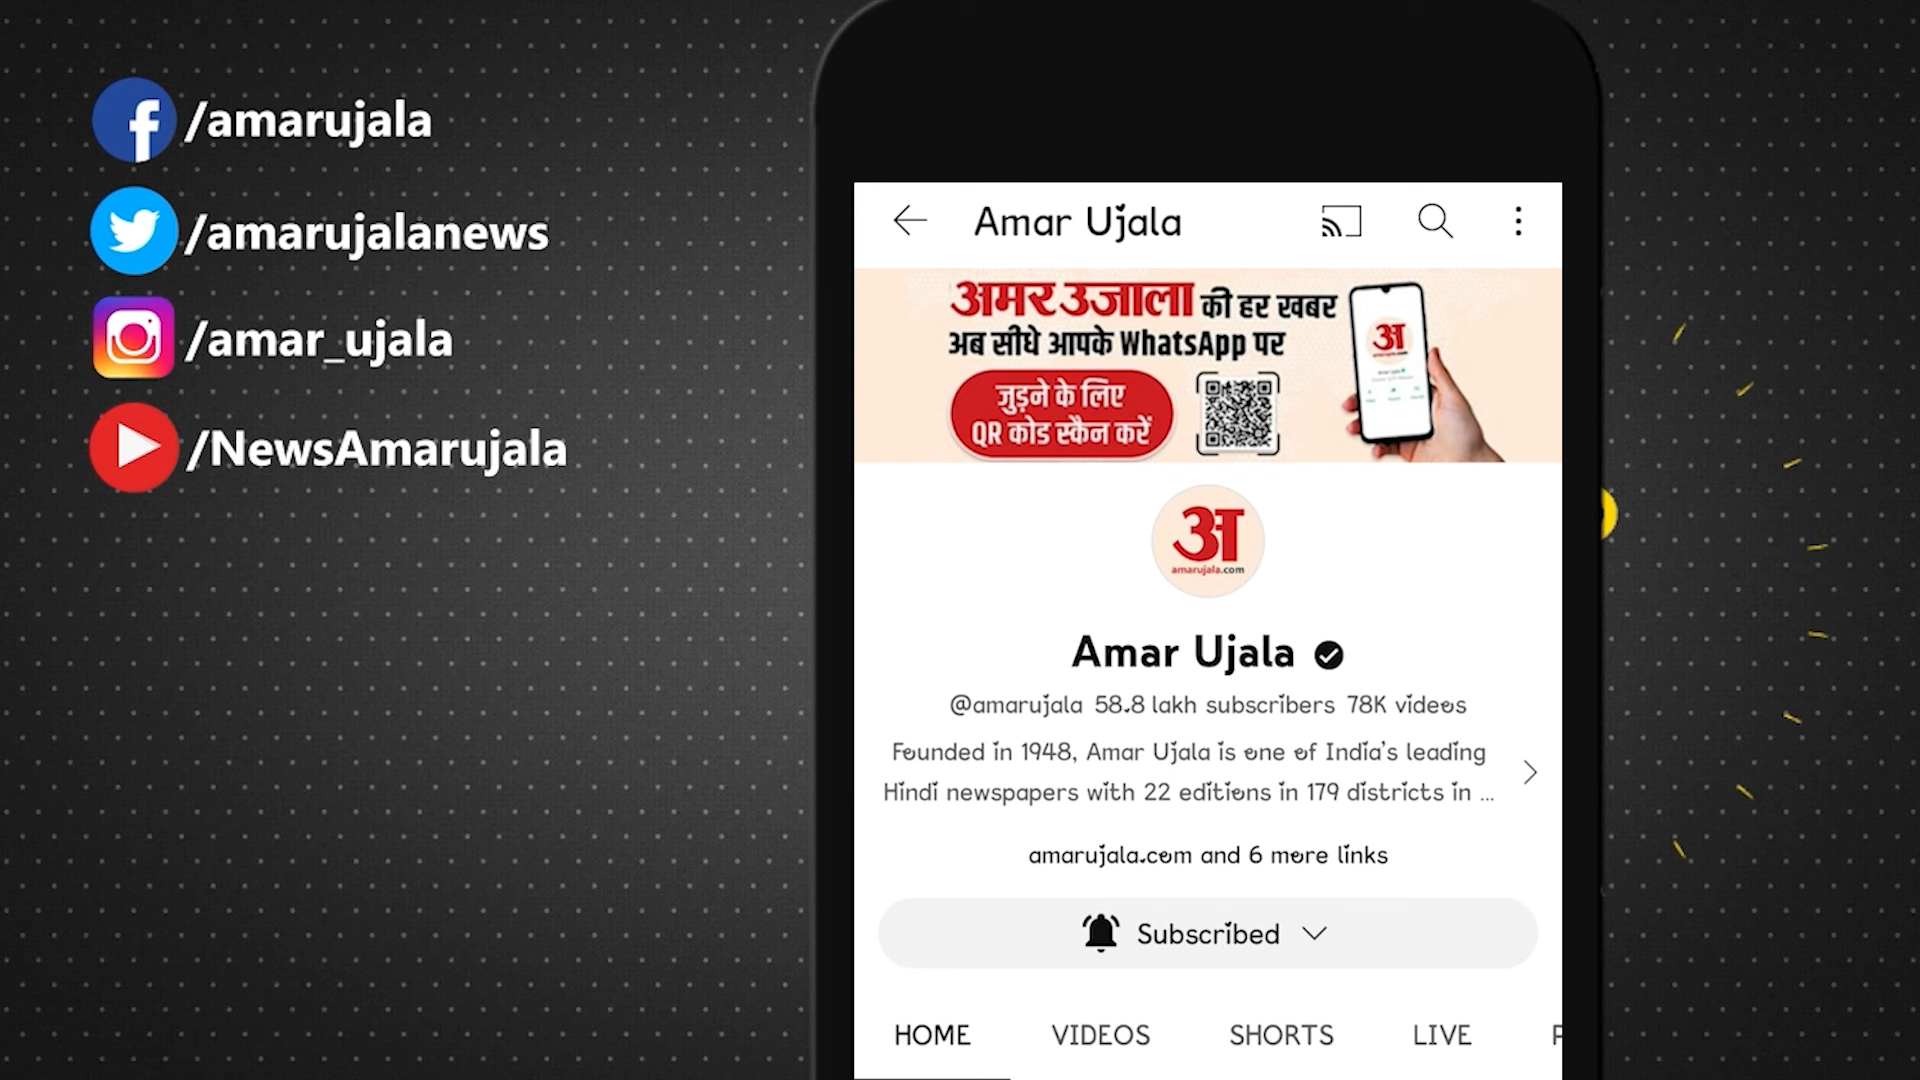 /amarujala
/amarujalanews
/amar_ujala
/NewsAmarujala
Amar Ujala
अमर उजाला की हर खबर
अब सीधे आपके WhatsApp पर
जुड़ने के लिए
QR कोड स्कैन करें
अ
अ
amarujala.com
Amar Ujala
@amarujala 58.8 lakh subscribers 78K videos
Founded in 1948, Amar Ujala is one of India's leading
Hindi newspapers with 22 editions in 179 districts in ...
amarujala.com and 6 more links
Subscribed
HOME VIDEOS SHORTS LIVE